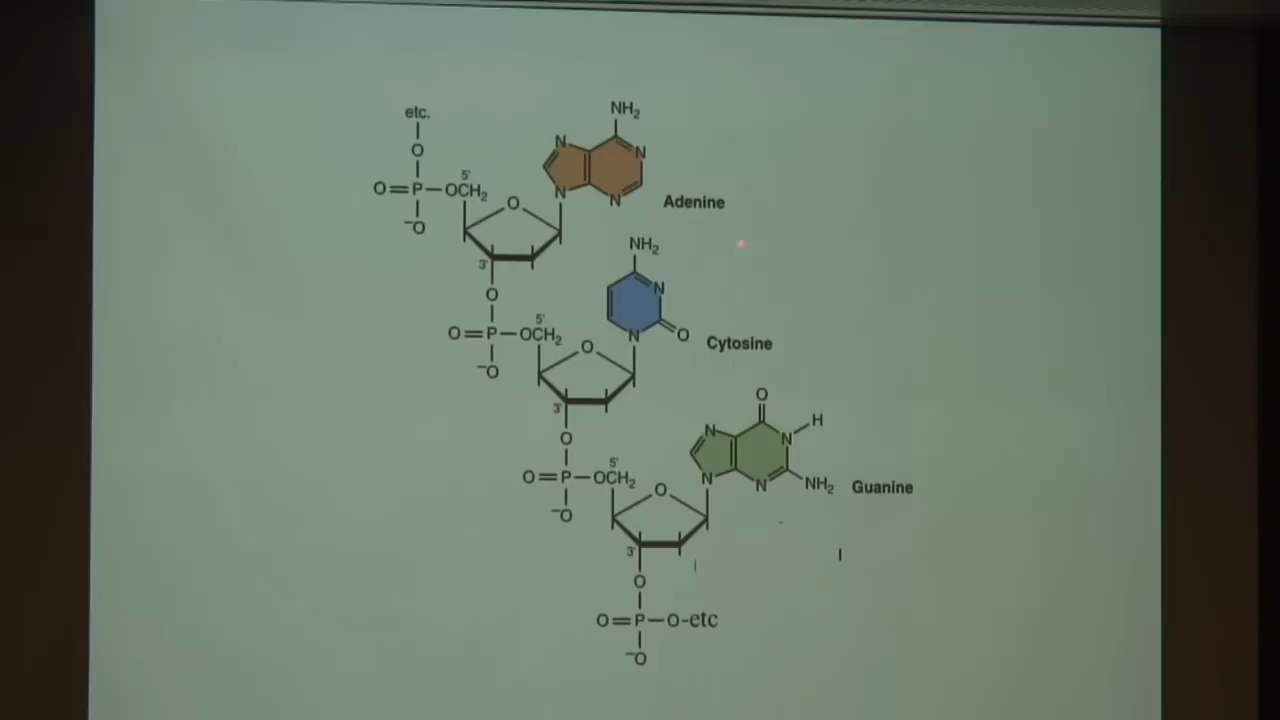 etc.
O
NH₂
N
N
O=P–OCH₂
5'
O
N
N
Adenine
⁻O
3'
NH₂
O
N
5'
O=P–OCH₂
O
N
O
Cytosine
⁻O
3'
O
H
O
N
N
5'
O=P–OCH₂
O
N
N
NH₂
Guanine
⁻O
3'
O
O=P–O-etc
⁻O